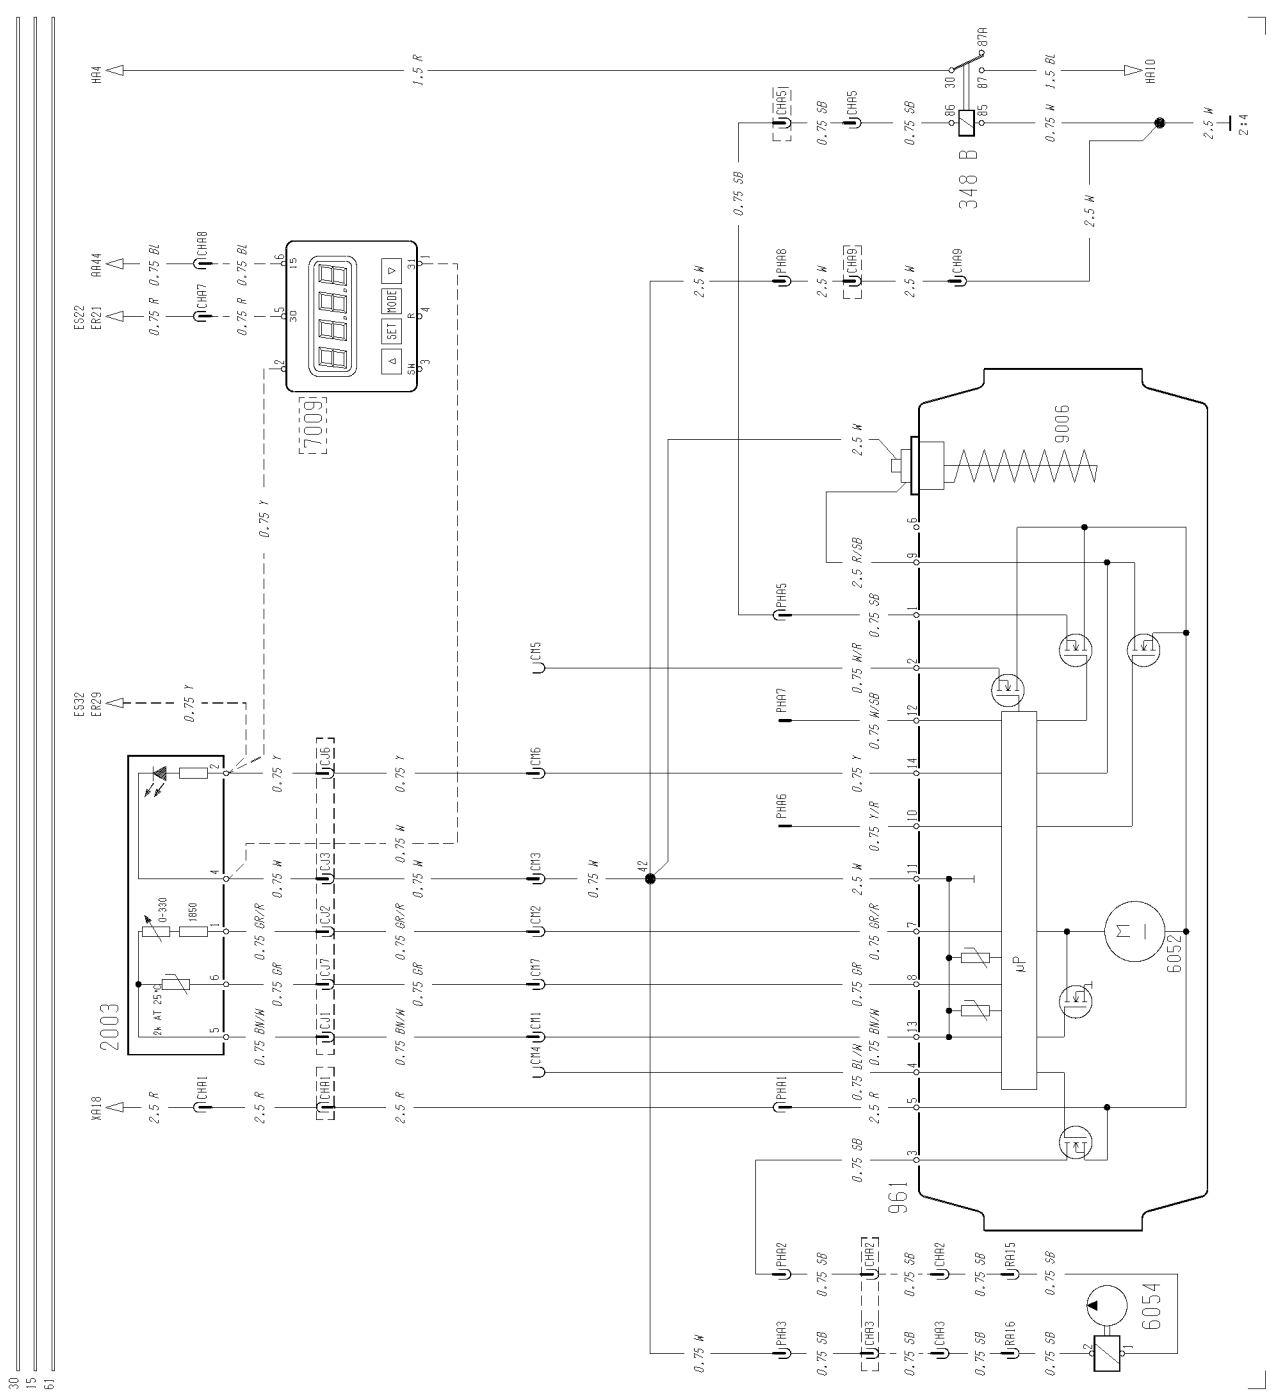 30
15
61
HA4
1.5 R
30
87A
87
1.5 BL
HA10
CHA5
0.75 SB
CHA5
0.75 SB
86
85
0.75 W
2.5 W
2:4
348 B
0.75 SB
2.5 W
AA44
0.75 BL
CHA8
0.75 BL
6
15
31
1
ES22
ER21
0.75 R
CHA7
0.75 R
5
30
R
4
2
SW
3
SET
MODE
7009
2.5 W
PHA8
2.5 W
CHA9
2.5 W
CHA9
0.75 Y
2.5 W
9006
6
2.5 R/SB
9
PHA5
0.75 SB
1
CM5
0.75 W/R
2
ES32
ER29
0.75 Y
PHA7
0.75 W/SB
12
2
0.75 Y
CJ6
0.75 Y
CM6
0.75 Y
14
PHA6
0.75 Y/R
10
0.75 W
4
0.75 W
CJ3
0.75 W
CM3
0.75 W
42
2.5 W
11
0-330
1850
1
0.75 GR/R
CJ2
0.75 GR/R
CM2
0.75 GR/R
7
M
6052
2k AT 25°C
6
0.75 GR
CJ7
0.75 GR
CM7
0.75 GR
8
µP
2003
5
0.75 BN/W
CJ1
0.75 BN/W
CM1
0.75 BN/W
13
CM4
0.75 BL/W
4
XA18
2.5 R
CHA1
2.5 R
CHA1
2.5 R
PHA1
2.5 R
5
0.75 SB
3
961
PHA2
0.75 SB
CHA2
0.75 SB
CHA2
0.75 SB
RA15
0.75 SB
6054
0.75 W
PHA3
0.75 SB
CHA3
0.75 SB
CHA3
0.75 SB
RA16
0.75 SB
2
1